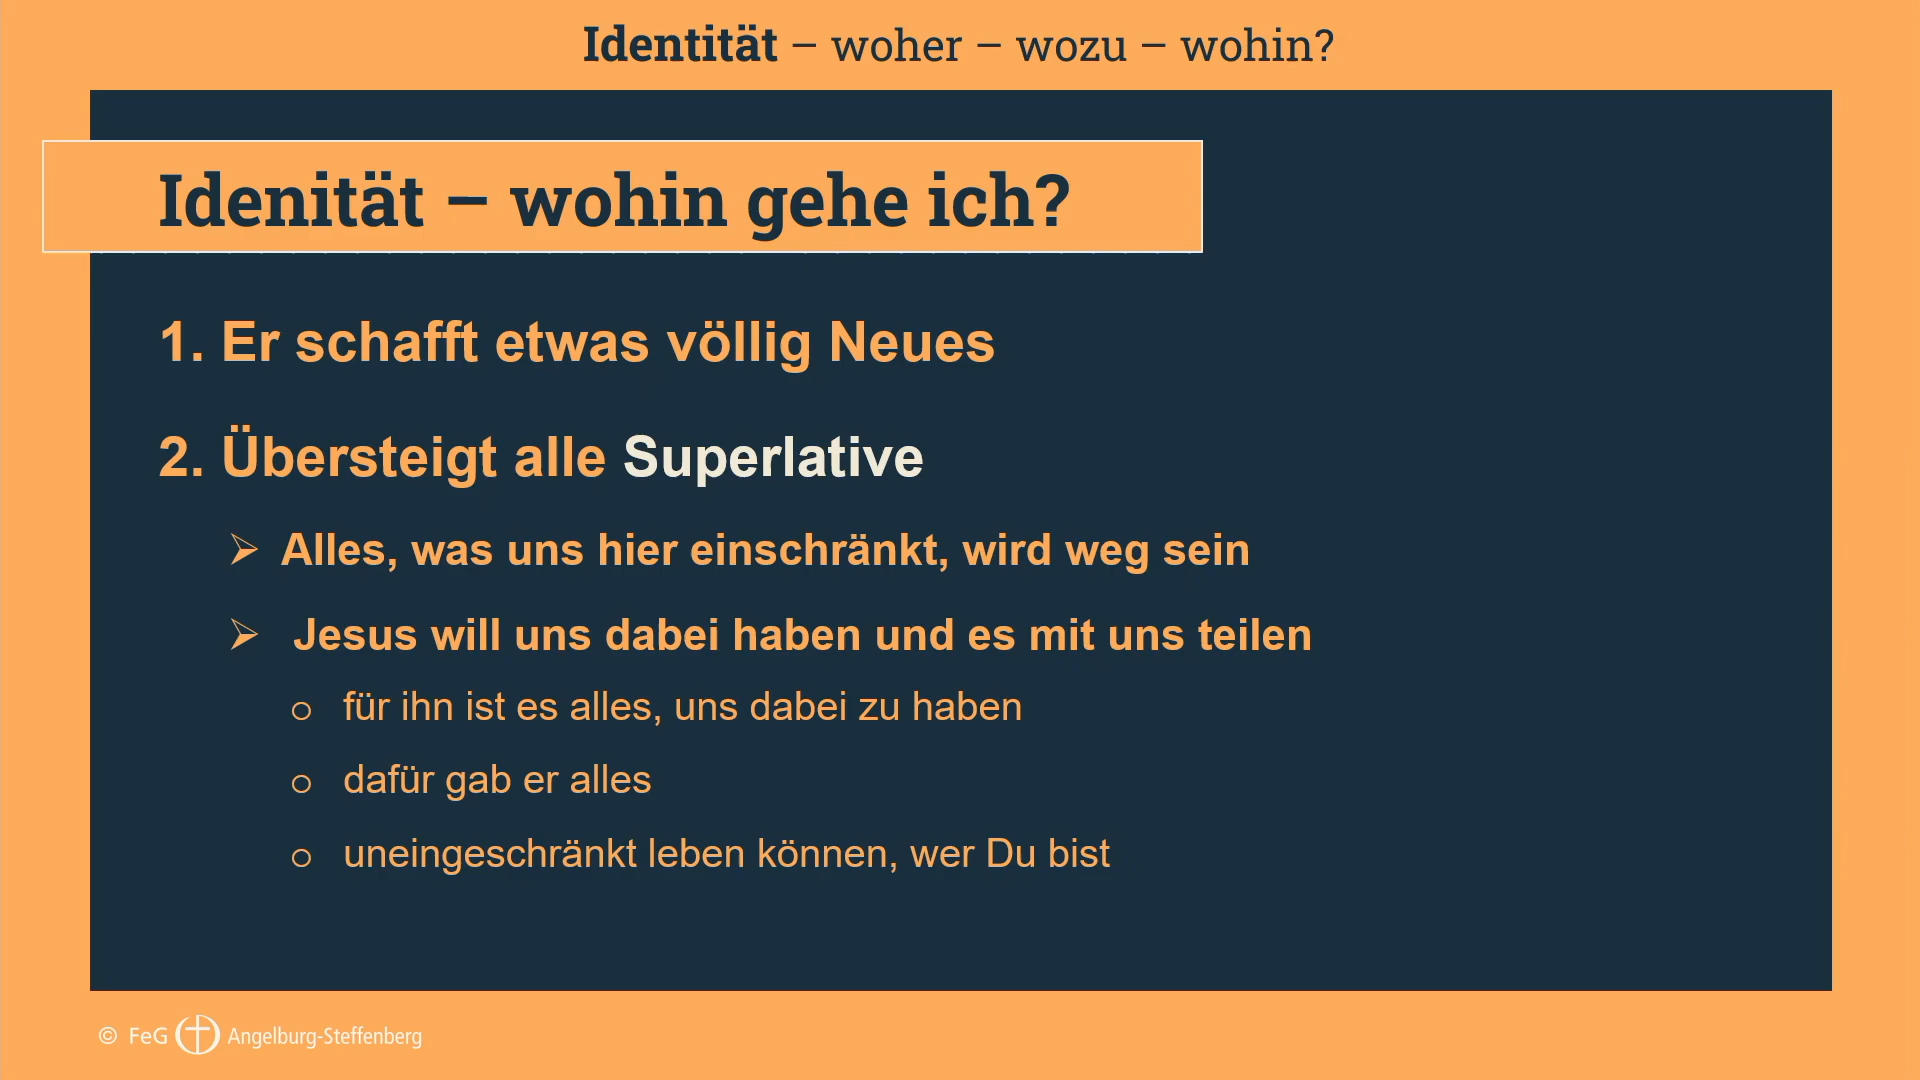 Identität – woher – wozu – wohin?
Idenität – wohin gehe ich?
1. Er schafft etwas völlig Neues
2. Übersteigt alle Superlative
➢ Alles, was uns hier einschränkt, wird weg sein
➢ Jesus will uns dabei haben und es mit uns teilen
o für ihn ist es alles, uns dabei zu haben
o dafür gab er alles
o uneingeschränkt leben können, wer Du bist
© FeG Angelburg-Steffenberg